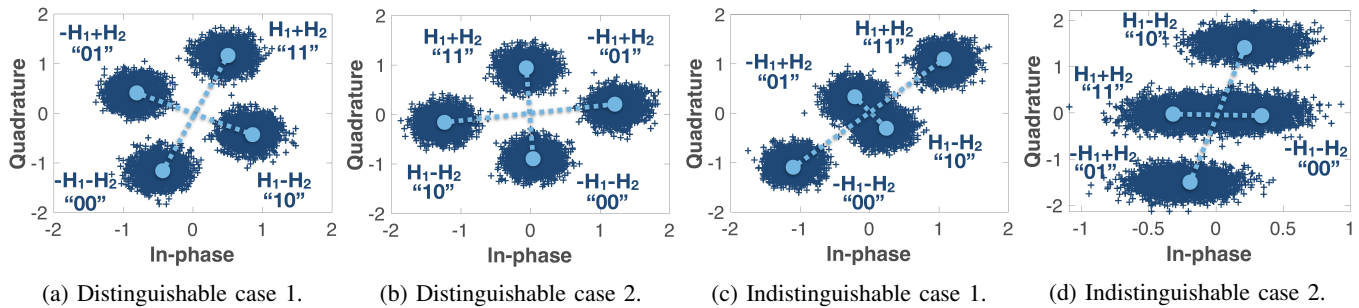 2
1
0
-1
-2
Quadrature
-H₁+H₂
“01”
H₁+H₂
“11”
-H₁-H₂
“00”
H₁-H₂
“10”
-2 -1 0 1 2
In-phase
(a) Distinguishable case 1.
2
1
0
-1
-2
Quadrature
H₁+H₂
“11”
-H₁+H₂
“01”
H₁-H₂
“10”
-H₁-H₂
“00”
-2 -1 0 1 2
In-phase
(b) Distinguishable case 2.
2
1
0
-1
-2
Quadrature
H₁+H₂
“11”
-H₁+H₂
“01”
H₁-H₂
“10”
-H₁-H₂
“00”
-2 -1 0 1 2
In-phase
(c) Indistinguishable case 1.
2
1
0
-1
-2
Quadrature
H₁-H₂
“10”
H₁+H₂
“11”
-H₁+H₂
“01”
-H₁-H₂
“00”
-1 -0.5 0 0.5 1
In-phase
(d) Indistinguishable case 2.